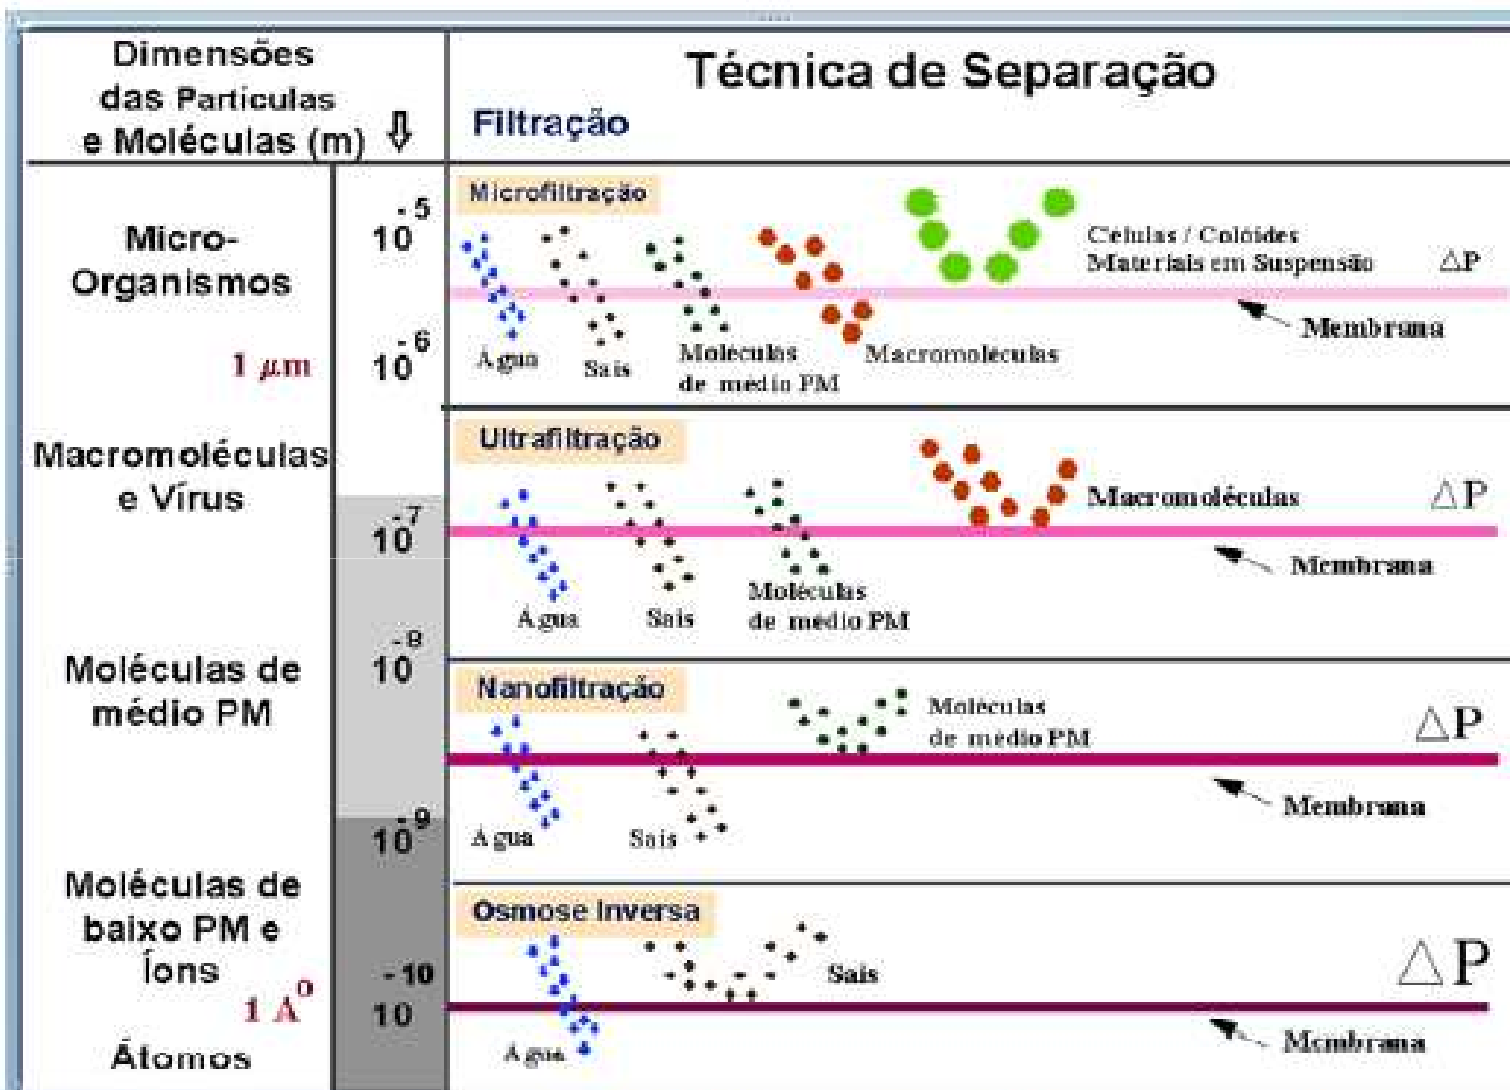 Dimensões
das Partículas
e Moléculas (m) ⇩
Técnica de Separação
Filtração
Micro-
Organismos
1 μm
10 -5
10 -6
Microfiltração
Água
Sais
Moléculas
de médio PM
Macromoléculas
Células / Colóides
Materiais em Suspensão
ΔP
Membrana
Macromoléculas
e Vírus
10 -7
Ultrafiltração
Água
Sais
Moléculas
de médio PM
Macromoléculas
ΔP
Membrana
Moléculas de
médio PM
10 -8
10 -9
Nanofiltração
Água
Sais
Moléculas
de médio PM
ΔP
Membrana
Moléculas de
baixo PM e
Íons
1 A o
Átomos
10 -10
Osmose Inversa
Água
Sais
ΔP
Membrana